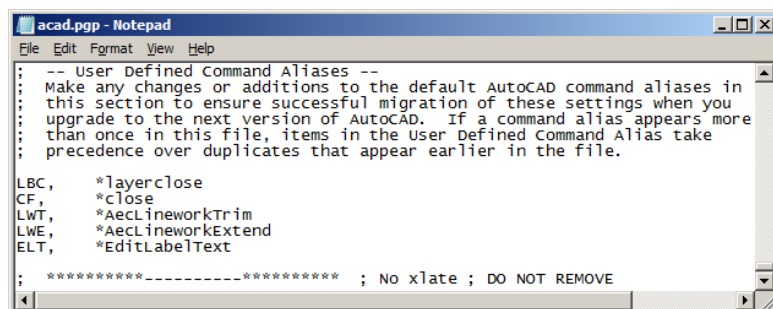 acad.pgp - Notepad
File Edit Format View Help
; -- User Defined Command Aliases --
; Make any changes or additions to the default AutoCAD command aliases in
; this section to ensure successful migration of these settings when you
; upgrade to the next version of AutoCAD. If a command alias appears more
; than once in this file, items in the User Defined Command Alias take
; precedence over duplicates that appear earlier in the file.
LBC, *layerclose
CF, *close
LWT, *AecLineworkTrim
LWE, *AecLineworkExtend
ELT, *EditLabelText
; **********----------********** ; No xlate ; DO NOT REMOVE